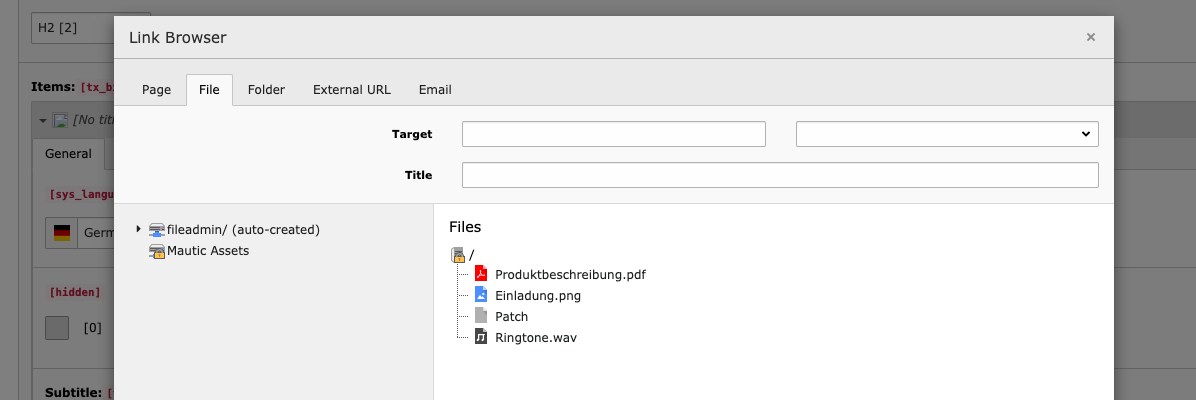 H2 [2]
Link Browser
×
Items: [tx_b
[No titl
General
[sys_langu
Germ
[hidden]
[0]
Subtitle:
Page
File
Folder
External URL
Email
Target
Title
fileadmin/ (auto-created)
Mautic Assets
Files
/
Produktbeschreibung.pdf
Einladung.png
Patch
Ringtone.wav